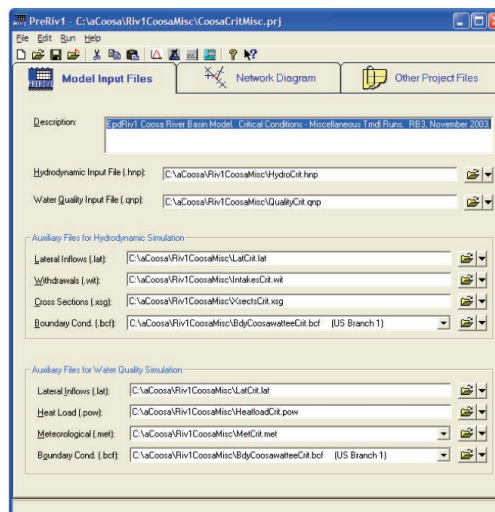 PreRiv1 - C:\aCoosa\Riv1CoosaMisc\CoosaCritMisc.prj
File Edit Run Help
PRERIV1 Model Input Files Network Diagram Other Project Files
Description: EpdRiv1 Coosa River Basin Model. Critical Conditions - Miscellaneous Tmdl Runs. RB3, November 2003.
Hydrodynamic Input File (.hnp): C:\aCoosa\Riv1CoosaMisc\HydroCrit.hnp
Water Quality Input File (.qnp): C:\aCoosa\Riv1CoosaMisc\QualityCrit.qnp
Auxiliary Files for Hydrodynamic Simulation
Lateral Inflows (.lat): C:\aCoosa\Riv1CoosaMisc\LatCrit.lat
Withdrawals (.wit): C:\aCoosa\Riv1CoosaMisc\IntakesCrit.wit
Cross Sections (.xsg): C:\aCoosa\Riv1CoosaMisc\XsectsCrit.xsg
Boundary Cond. (.bcf): C:\aCoosa\Riv1CoosaMisc\BdyCoosawatteeCrit.bcf (US Branch 1)
Auxiliary Files for Water Quality Simulation
Lateral Inflows (.lat): C:\aCoosa\Riv1CoosaMisc\LatCrit.lat
Heat Load (.pow): C:\aCoosa\Riv1CoosaMisc\HeatloadCrit.pow
Meteorological (.met): C:\aCoosa\Riv1CoosaMisc\MetCrit.met
Boundary Cond. (.bcf): C:\aCoosa\Riv1CoosaMisc\BdyCoosawatteeCrit.bcf (US Branch 1)